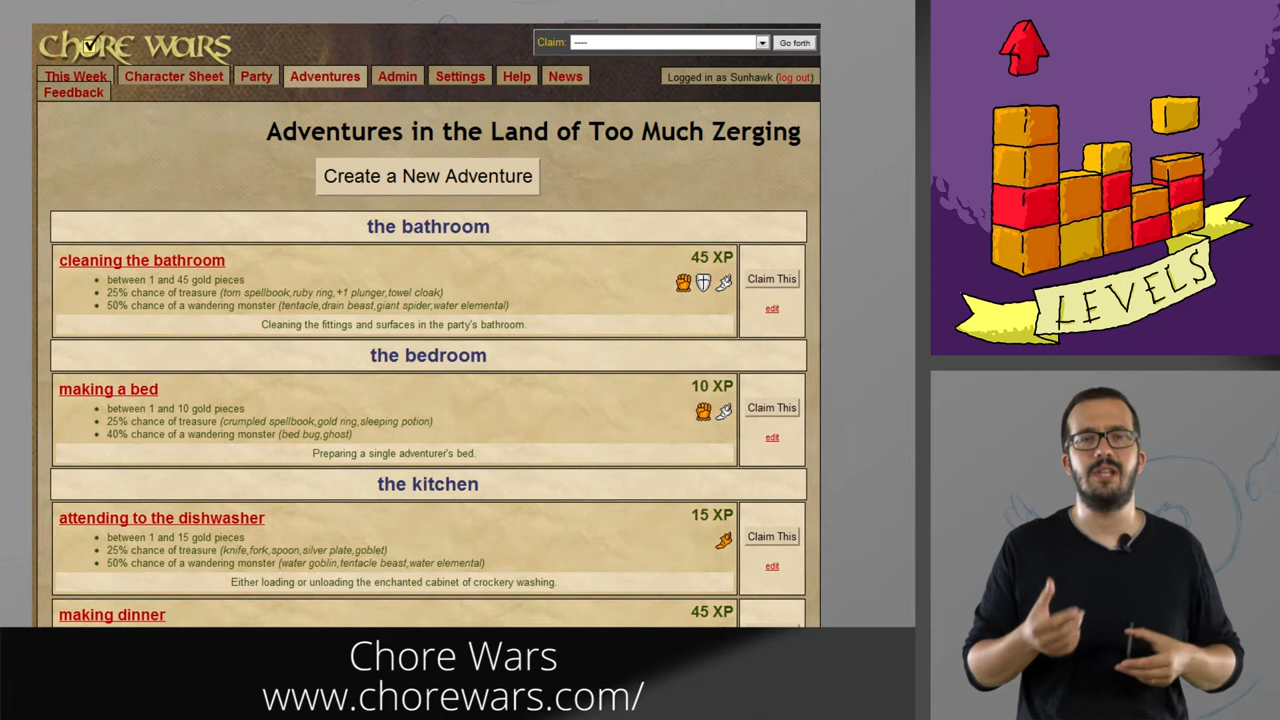 Chore Wars
Claim: ----
Go forth
This Week
Character Sheet
Party
Adventures
Admin
Settings
Help
News
Feedback
Logged in as Sunhawk (log out)
Adventures in the Land of Too Much Zerging
Create a New Adventure
the bathroom
cleaning the bathroom
45 XP
between 1 and 45 gold pieces
25% chance of treasure (torn spellbook,ruby ring,+1 plunger,towel cloak)
50% chance of a wandering monster (tentacle,drain beast,giant spider,water elemental)
Cleaning the fittings and surfaces in the party's bathroom.
Claim This
edit
the bedroom
making a bed
10 XP
between 1 and 10 gold pieces
25% chance of treasure (crumpled spellbook,gold ring,sleeping potion)
40% chance of a wandering monster (bed bug,ghost)
Preparing a single adventurer's bed.
Claim This
edit
the kitchen
attending to the dishwasher
15 XP
between 1 and 15 gold pieces
25% chance of treasure (knife,fork,spoon,silver plate,goblet)
50% chance of a wandering monster (water goblin,tentacle beast,water elemental)
Either loading or unloading the enchanted cabinet of crockery washing.
Claim This
edit
making dinner
45 XP
LEVELS
Chore Wars
www.chorewars.com/